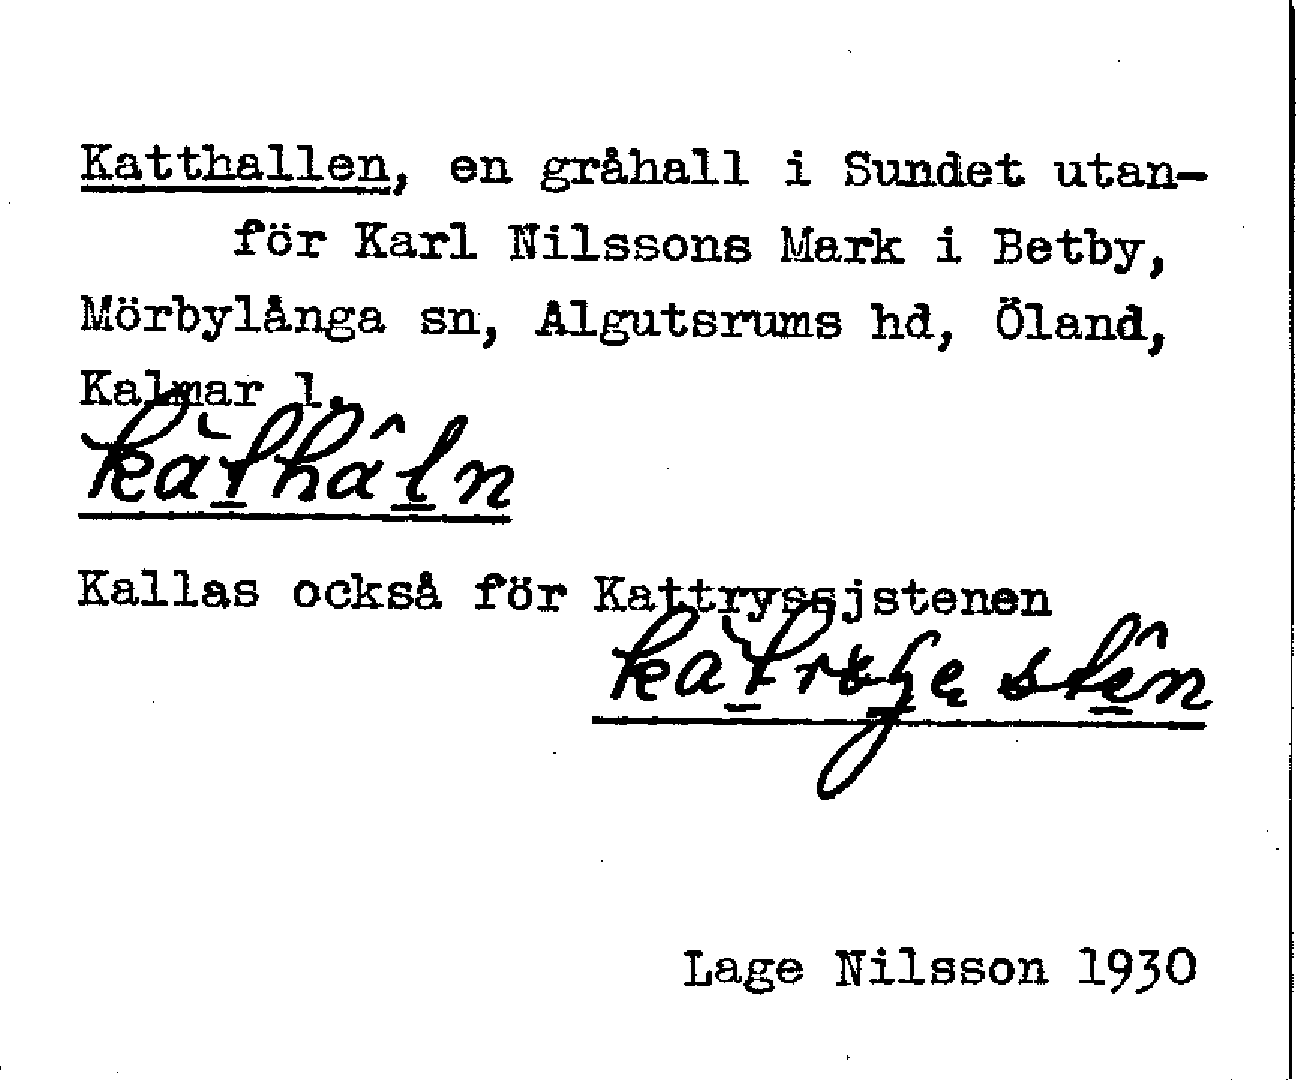 Katthallen, en gråhall i Sundet utan-
för Karl Nilssons Mark i Betby,
Mörbylånga sn, Algutsrums hd, Öland,
Kalmar l.
kàthâln
Kallas också för Kattryssjstenen
Lage Nilsson 1930